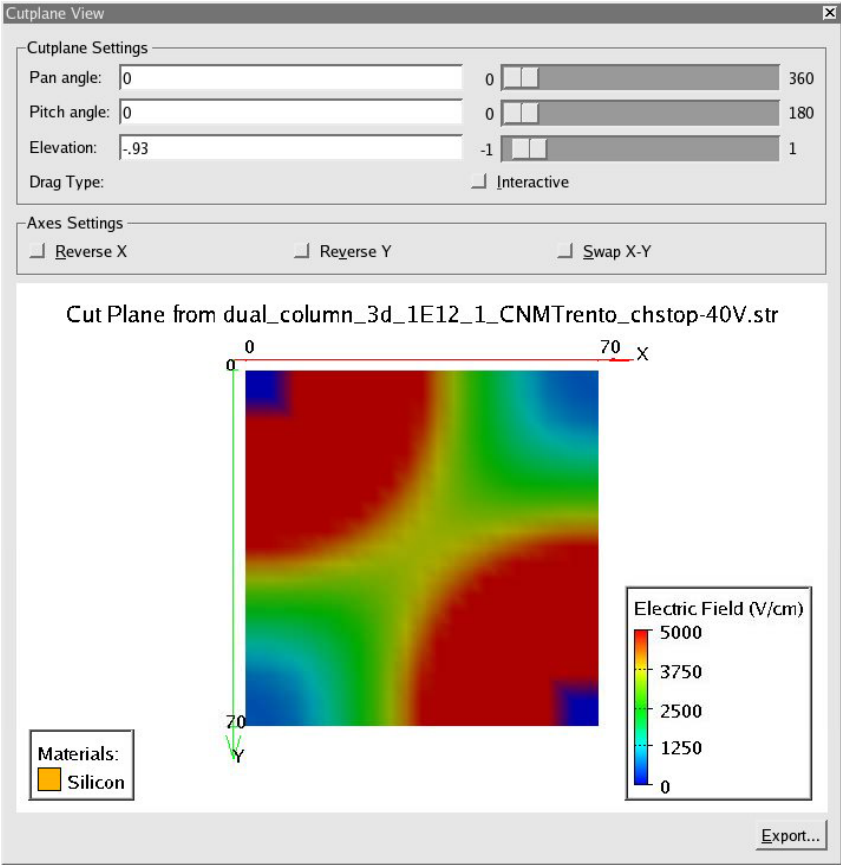 Cutplane View
Cutplane Settings
Pan angle: 0 0 360
Pitch angle: 0 0 180
Elevation: -.93 -1 1
Drag Type: Interactive
Axes Settings
Reverse X Reverse Y Swap X-Y
Cut Plane from dual_column_3d_1E12_1_CNMTrento_chstop-40V.str
0 70 X
0
70
Y
Electric Field (V/cm)
5000
3750
2500
1250
0
Materials:
Silicon
Export...